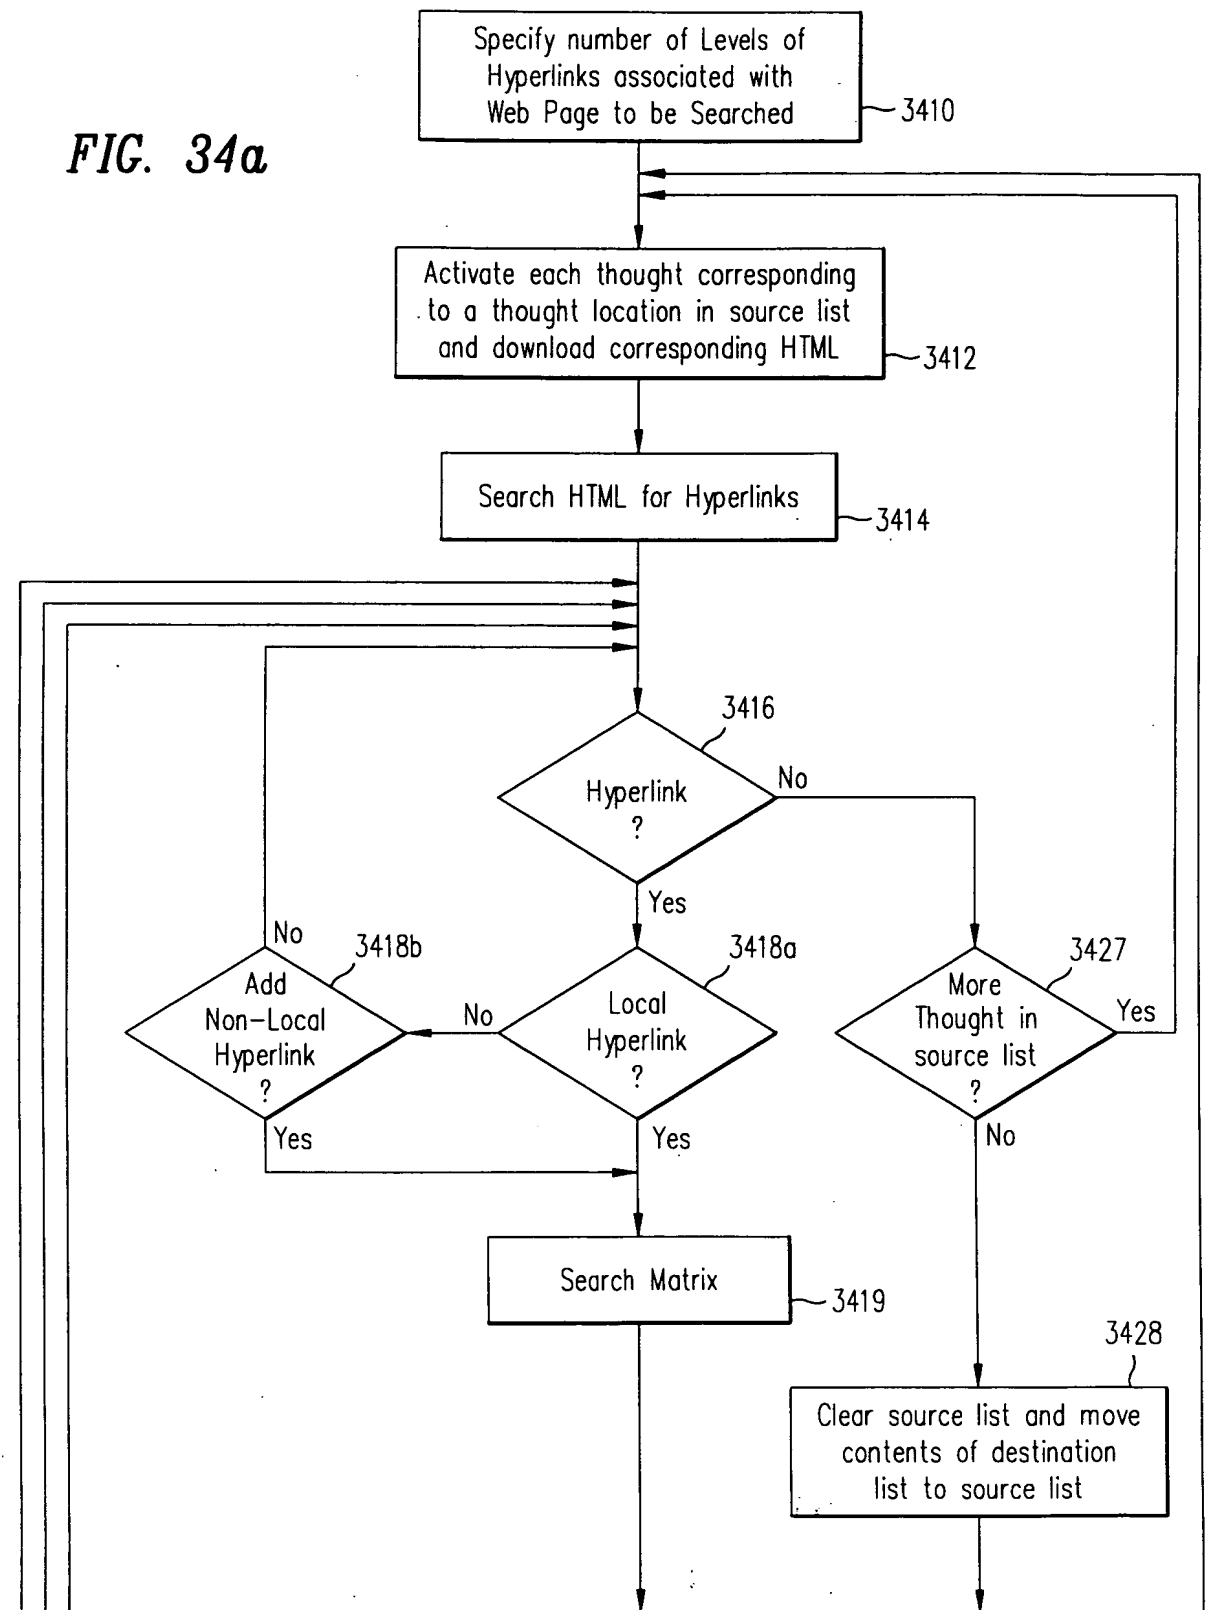 Specify number of Levels of
Hyperlinks associated with
Web Page to be Searched
3410
FIG. 34a
Activate each thought corresponding
to a thought location in source list
and download corresponding HTML
3412
Search HTML for Hyperlinks
3414
3416
Hyperlink
?
No
Yes
No
3418b
Add
Non-Local
Hyperlink
?
Yes
No
3418a
Local
Hyperlink
?
Yes
3427
More
Thought in
source list
?
Yes
No
Search Matrix
3419
3428
Clear source list and move
contents of destination
list to source list